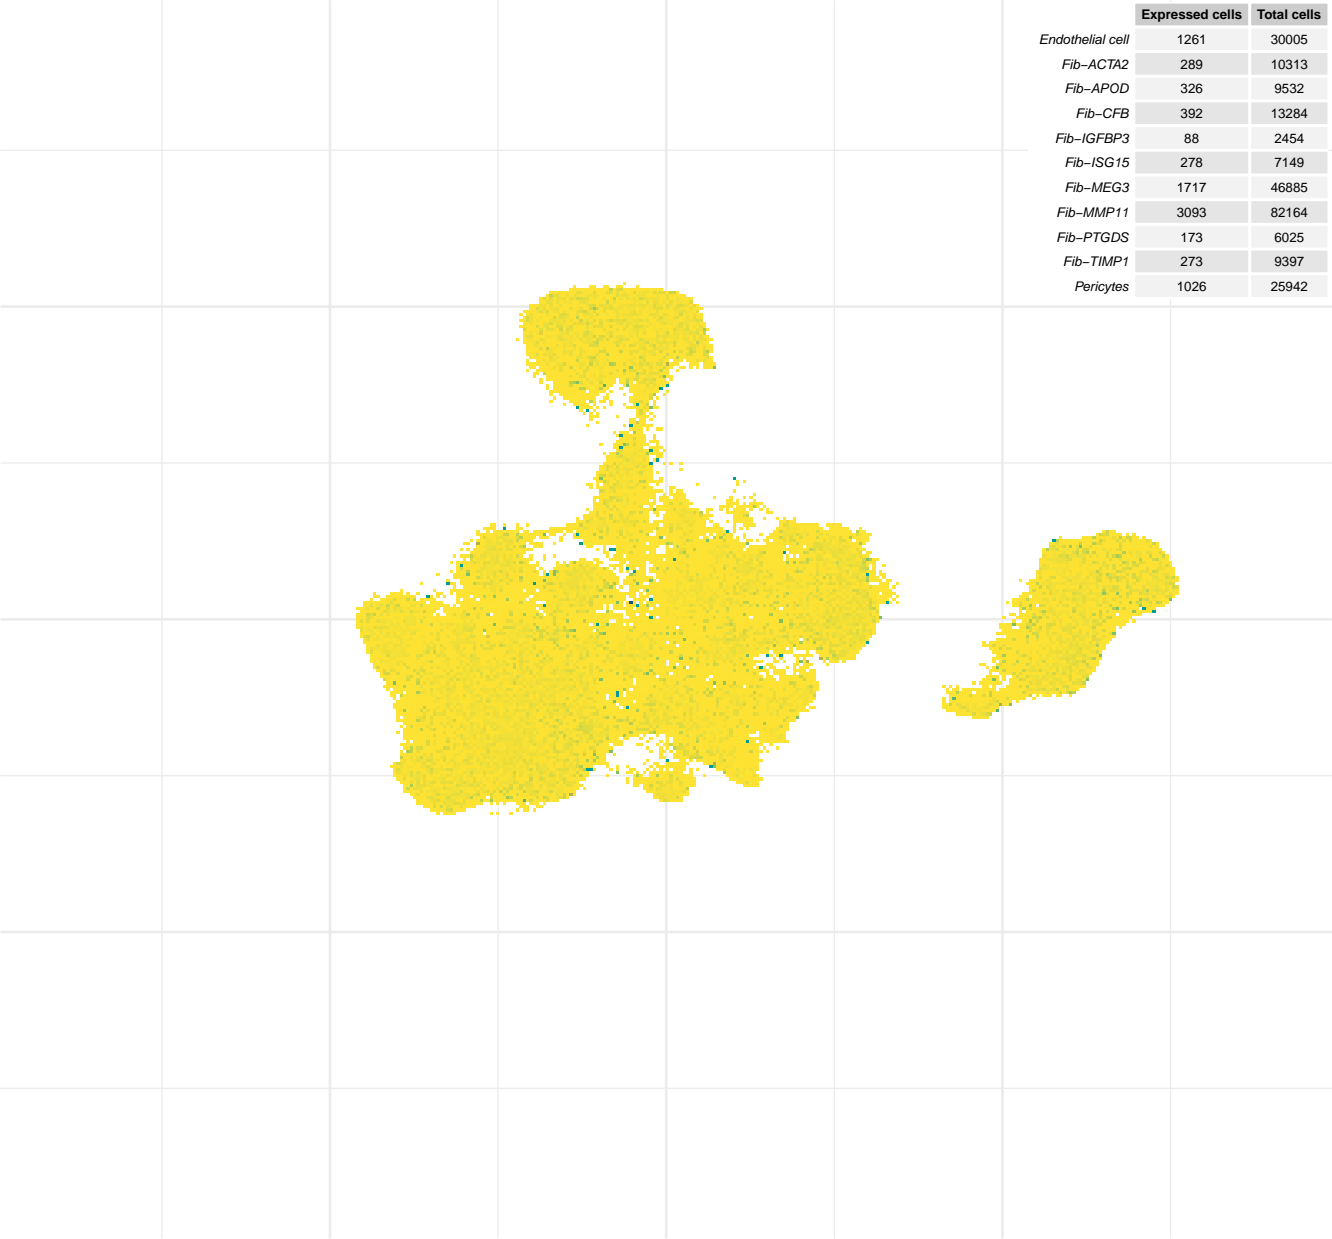 Expressed cells Total cells
Endothelial cell 1261 30005
Fib−ACTA2 289 10313
Fib−APOD 326 9532
Fib−CFB 392 13284
Fib−IGFBP3 88 2454
Fib−ISG15 278 7149
Fib−MEG3 1717 46885
Fib−MMP11 3093 82164
Fib−PTGDS 173 6025
Fib−TIMP1 273 9397
Pericytes 1026 25942